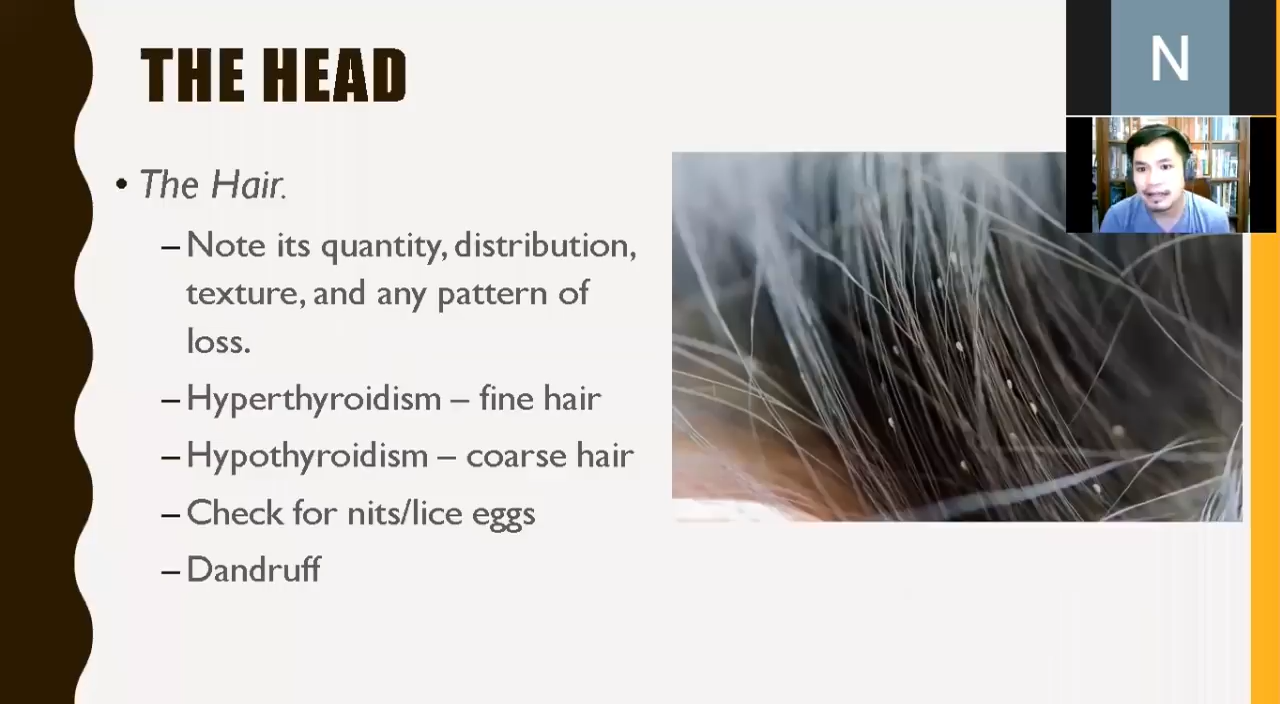 THE HEAD
N
• The Hair.
– Note its quantity, distribution,
texture, and any pattern of
loss.
– Hyperthyroidism – fine hair
– Hypothyroidism – coarse hair
– Check for nits/lice eggs
– Dandruff